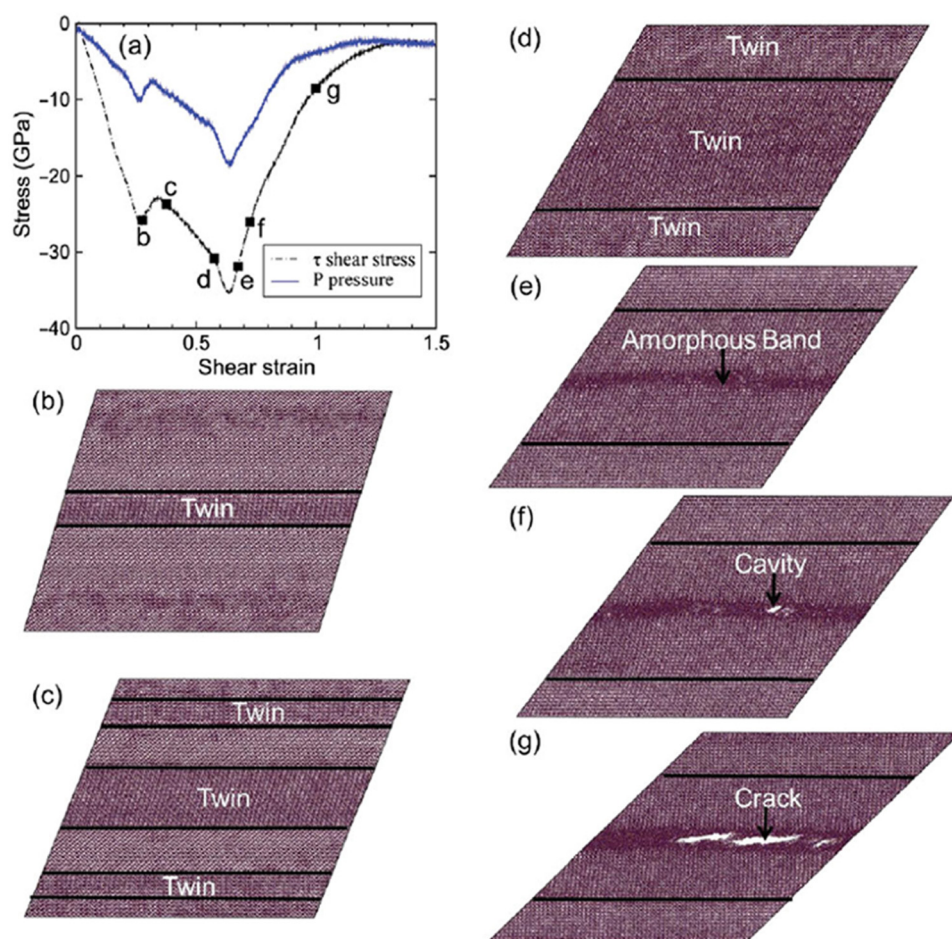 (a)
0
−10
−20
−30
−40
Stress (GPa)
b
c
d
e
f
g
τ shear stress
P pressure
0
0.5
1
1.5
Shear strain
(b)
Twin
(c)
Twin
Twin
Twin
(d)
Twin
Twin
Twin
(e)
Amorphous Band
(f)
Cavity
(g)
Crack